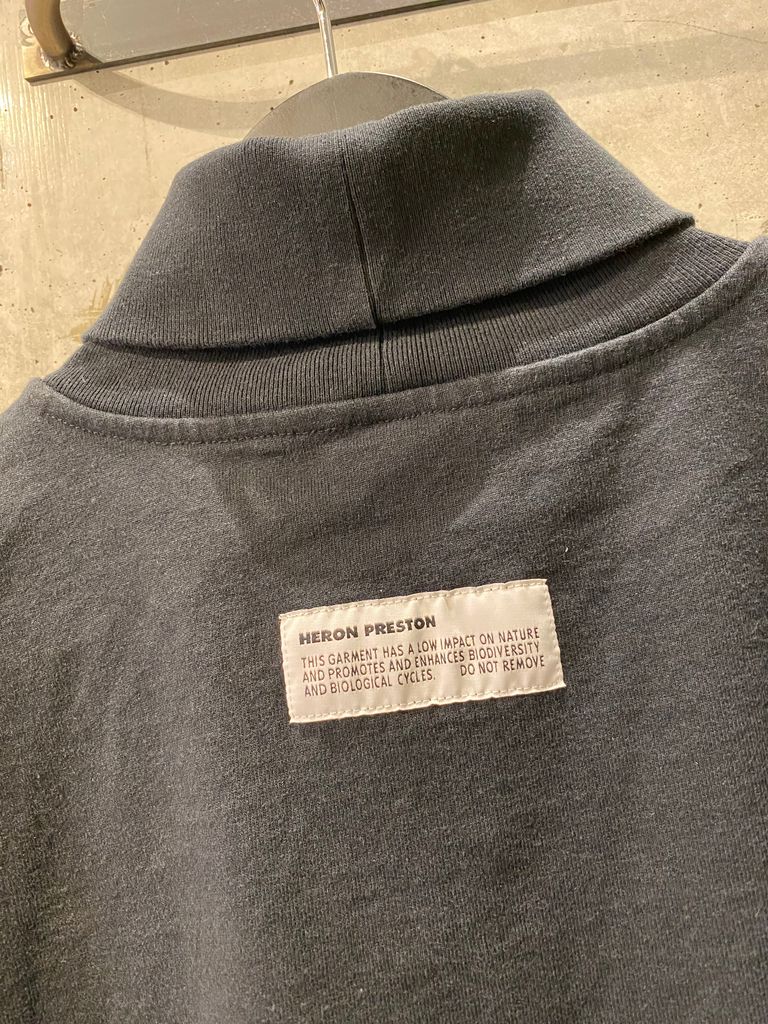 HERON PRESTON
THIS GARMENT HAS A LOW IMPACT ON NATURE
AND PROMOTES AND ENHANCES BIODIVERSITY
AND BIOLOGICAL CYCLES. DO NOT REMOVE